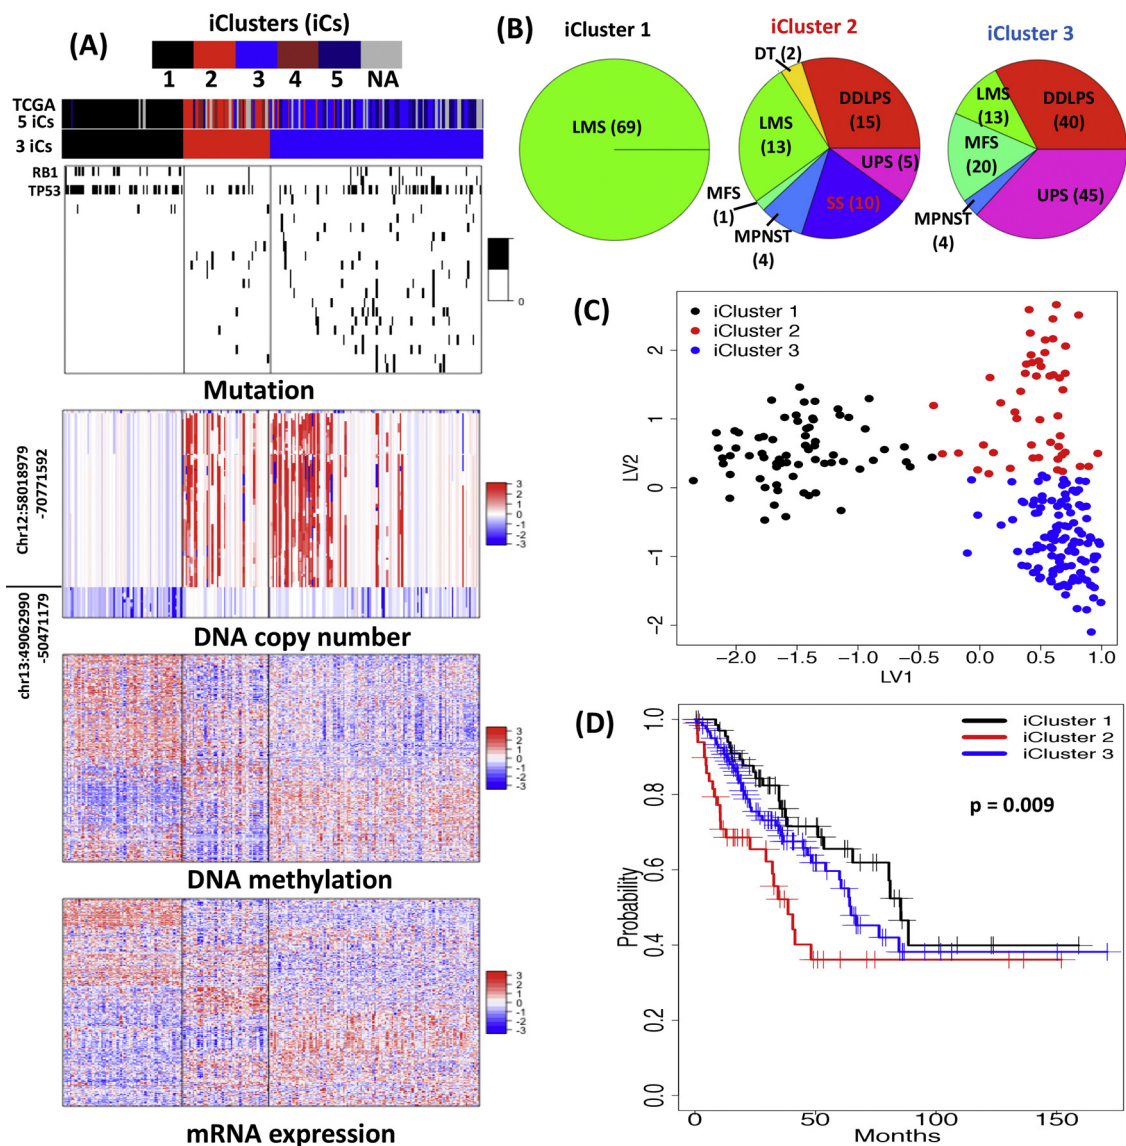 (A)
iClusters (iCs)
1 2 3 4 5 NA
TCGA
5 iCs
3 iCs
RB1
TP53
0
Mutation
Chr12:58018979
-70771592
3
2
1
0
-1
-2
-3
chr13:49062990
-50471179
DNA copy number
3
2
1
0
-1
-2
-3
DNA methylation
3
2
1
0
-1
-2
-3
mRNA expression
(B)
iCluster 1
LMS (69)
iCluster 2
DT (2)
DDLPS
(15)
LMS
(13)
UPS (5)
MFS
(1)
SS (10)
MPNST
(4)
iCluster 3
LMS
(13)
DDLPS
(40)
MFS
(20)
UPS (45)
MPNST
(4)
(C)
iCluster 1
iCluster 2
iCluster 3
LV2
2
1
0
−1
−2
−2.0 −1.5 −1.0 −0.5 0.0 0.5 1.0
LV1
(D)
iCluster 1
iCluster 2
iCluster 3
p = 0.009
Probability
1.0
0.8
0.6
0.4
0.2
0.0
0 50 100 150
Months